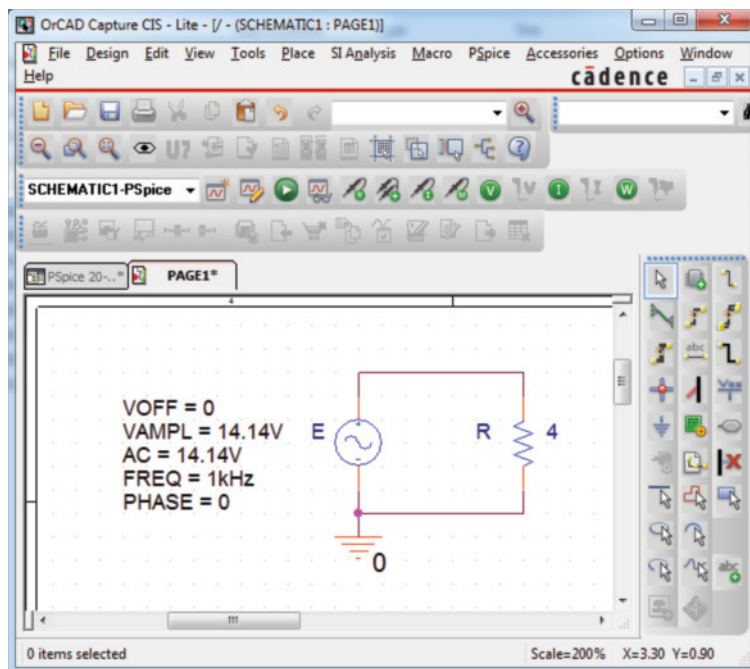 OrCAD Capture CIS - Lite - [/ - (SCHEMATIC1 : PAGE1)]
File Design Edit View Tools Place SI Analysis Macro PSpice Accessories Options Window
Help
cādence
U?
SCHEMATIC1-PSpice
V V I I W
PSpice 20-..* PAGE1*
4
abc
VOFF = 0
VAMPL = 14.14V
AC = 14.14V
FREQ = 1kHz
PHASE = 0
E
R
4
0
abc
0 items selected Scale=200% X=3.30 Y=0.90